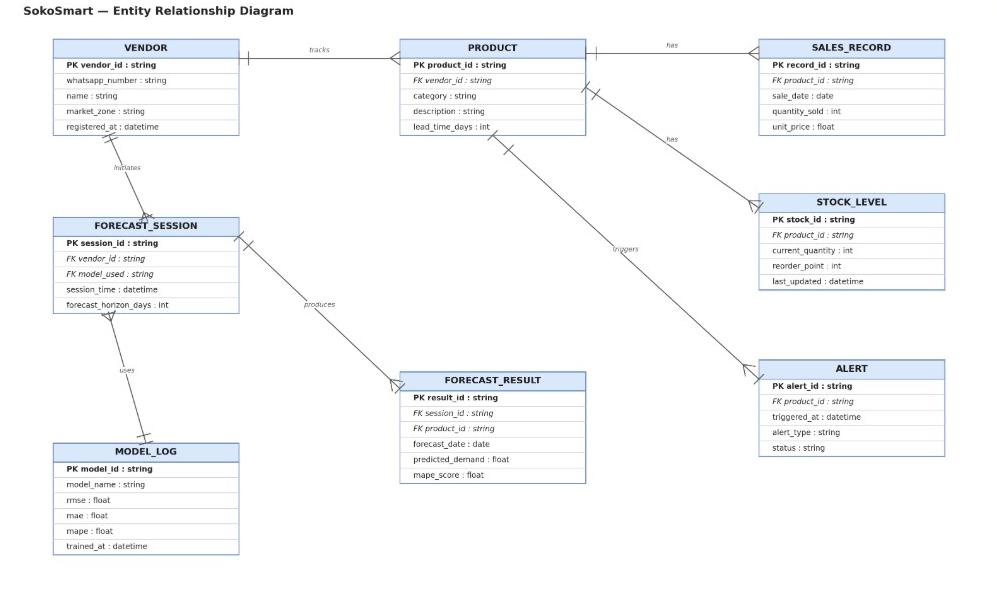 SokoSmart — Entity Relationship Diagram
VENDOR
PK vendor_id : string
whatsapp_number : string
name : string
market_zone : string
registered_at : datetime
tracks
PRODUCT
PK product_id : string
FK vendor_id : string
category : string
description : string
lead_time_days : int
has
SALES_RECORD
PK record_id : string
FK product_id : string
sale_date : date
quantity_sold : int
unit_price : float
has
initiates
FORECAST_SESSION
PK session_id : string
FK vendor_id : string
FK model_used : string
session_time : datetime
forecast_horizon_days : int
STOCK_LEVEL
PK stock_id : string
FK product_id : string
current_quantity : int
reorder_point : int
last_updated : datetime
triggers
produces
uses
FORECAST_RESULT
PK result_id : string
FK session_id : string
FK product_id : string
forecast_date : date
predicted_demand : float
mape_score : float
ALERT
PK alert_id : string
FK product_id : string
triggered_at : datetime
alert_type : string
status : string
MODEL_LOG
PK model_id : string
model_name : string
rmse : float
mae : float
mape : float
trained_at : datetime